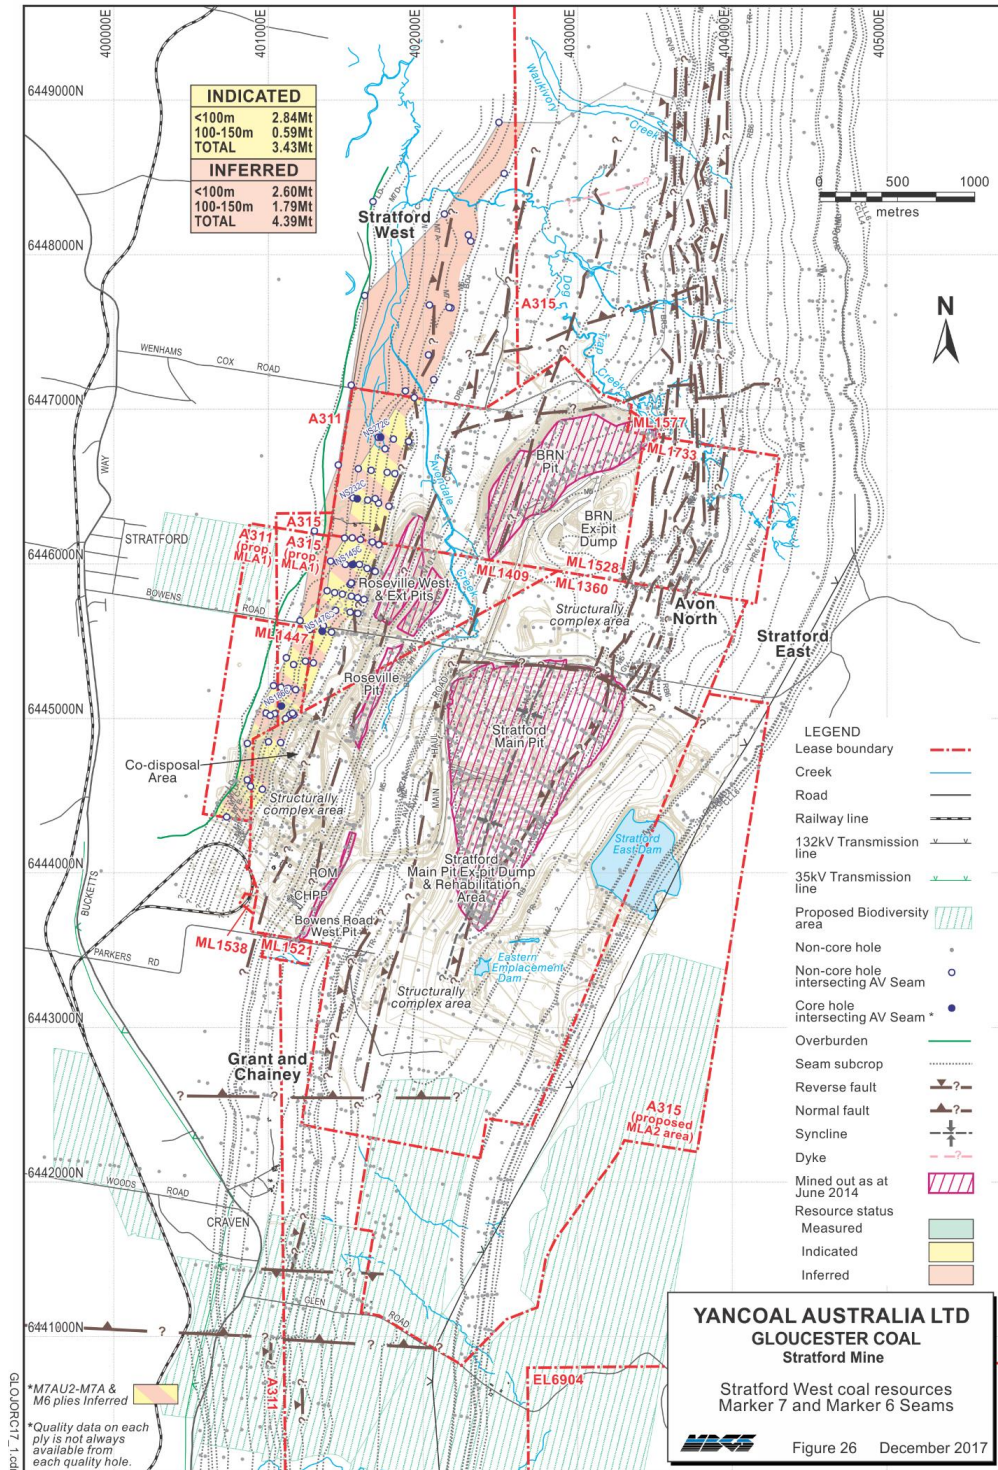 400000E
401000E
402000E
403000E
404000E
405000E
6449000N
6448000N
6447000N
6446000N
6445000N
6444000N
6443000N
6442000N
6441000N
INDICATED
<100m 2.84Mt
100-150m 0.59Mt
TOTAL 3.43Mt
INFERRED
<100m 2.60Mt
100-150m 1.79Mt
TOTAL 4.39Mt
Waukivory
Creek
0 500 1000
metres
Stratford
West
N
A315
Dog
Trap
Creek
WENHAMS COX ROAD
A311
ML1577
ML1733
BRN
Pit
WAY
Avondale
Creek
BRN
Ex-pit
Dump
A315
A311
(prop.
MLA1)
A315
(prop.
MLA1)
STRATFORD
NS272C
NS232C
NS145C
NS147C
NS186C
ML1409
ML1528
ML1360
Roseville West
& Ext Pits
BOWENS ROAD
Structurally
complex area
Avon
North
ML1447
Stratford
East
Roseville
Pit
MAIN HAUL ROAD
Stratford
Main Pit
Co-disposal
Area
Structurally
complex area
Stratford
East Dam
Stratford
Main Pit Ex-pit Dump
& Rehabilitation
Area
ROM
CHPP
BUCKETTS
Bowens Road
West Pit
ML1538
ML1521
PARKERS RD
Eastern
Emplacement
Dam
Structurally
complex area
Grant and
Chainey
A315
(proposed
MLA2 area)
WOODS ROAD
CRAVEN
GLEN ROAD
A311
EL6904
LEGEND
Lease boundary
Creek
Road
Railway line
132kV Transmission
line
35kV Transmission
line
Proposed Biodiversity
area
Non-core hole
Non-core hole
intersecting AV Seam
Core hole
intersecting AV Seam *
Overburden
Seam subcrop
Reverse fault
Normal fault
Syncline
Dyke
Mined out as at
June 2014
Resource status
Measured
Indicated
Inferred
*M7AU2-M7A &
M6 plies Inferred
*Quality data on each
ply is not always
available from
each quality hole.
GLOJORC17_1.cdr
YANCOAL AUSTRALIA LTD
GLOUCESTER COAL
Stratford Mine
Stratford West coal resources
Marker 7 and Marker 6 Seams
Figure 26 December 2017